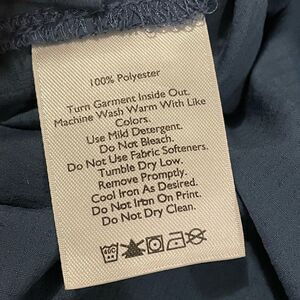 100% Polyester
Turn Garment Inside Out.
Machine Wash Warm With Like
Colors.
Use Mild Detergent.
Do Not Bleach.
Do Not Use Fabric Softeners.
Tumble Dry Low.
Remove Promptly.
Cool Iron As Desired.
Do Not Iron On Print.
Do Not Dry Clean.